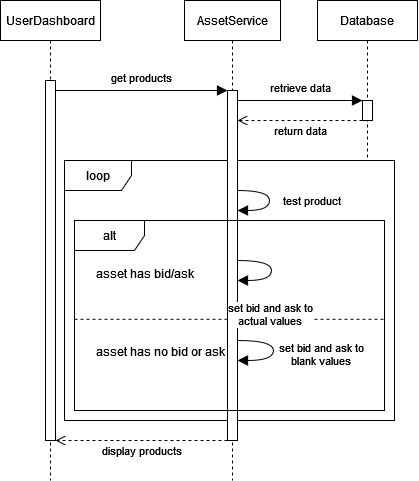 UserDashboard
AssetService
Database
get products
retrieve data
return data
loop
test product
alt
asset has bid/ask
set bid and ask to
actual values
asset has no bid or ask
set bid and ask to
blank values
display products